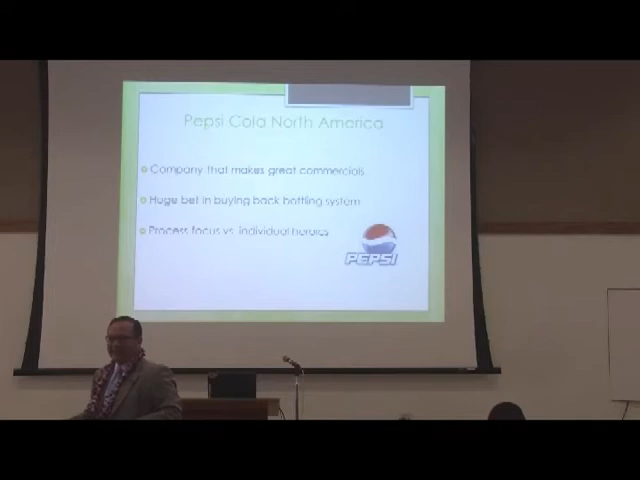 Pepsi Cola North America
Company that makes great commercials
Huge bet in buying back bottling system
Process focus vs. individual heroics
PEPSI